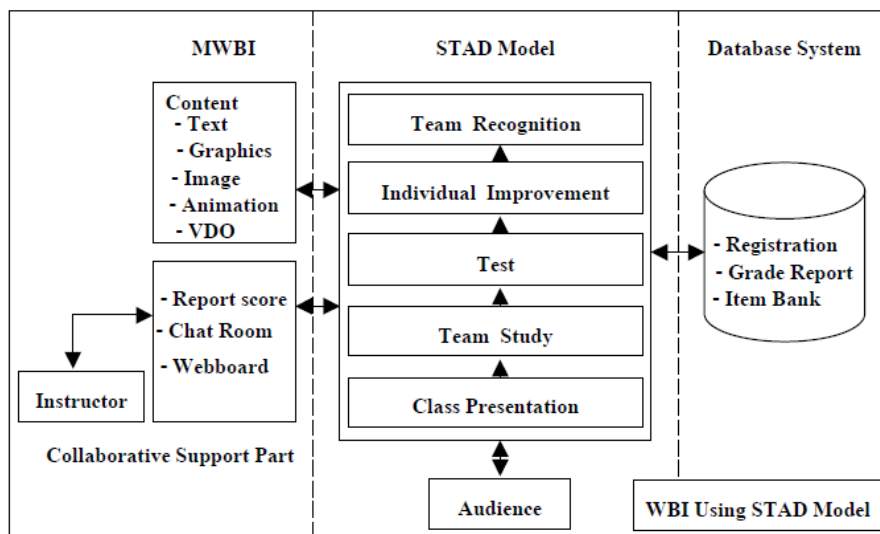 MWBI
STAD Model
Database System
Content
- Text
- Graphics
- Image
- Animation
- VDO
- Report score
- Chat Room
- Webboard
Instructor
Collaborative Support Part
Team Recognition
Individual Improvement
Test
Team Study
Class Presentation
Audience
- Registration
- Grade Report
- Item Bank
WBI Using STAD Model